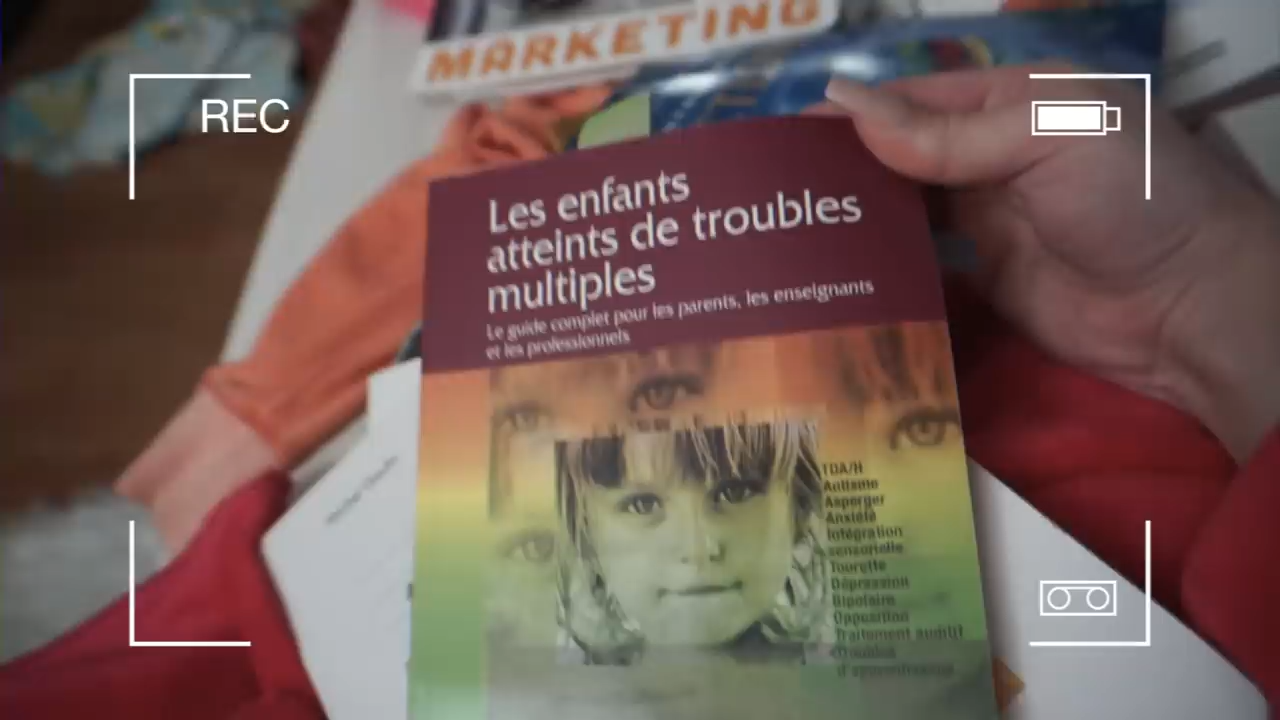 MARKETING
REC
Les enfants
atteints de troubles
multiples
Le guide complet pour les parents, les enseignants
et les professionnels
TDA/H
Autisme
Asperger
Anxiété
Intégration
sensorielle
Tourette
Dépression
Bipolaire
Opposition
Traitement auditif
Troubles
d'apprentissage